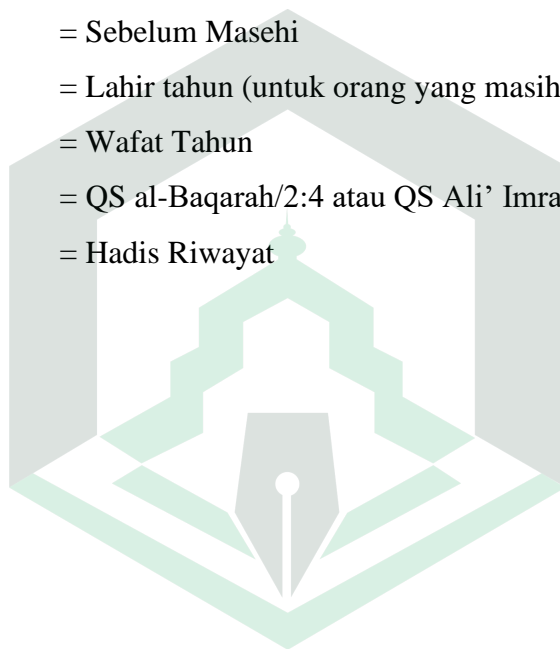 = Sebelum Masehi
= Lahir tahun (untuk orang yang masih
= Wafat Tahun
= QS al-Baqarah/2:4 atau QS Ali’ Imra
= Hadis Riwayat